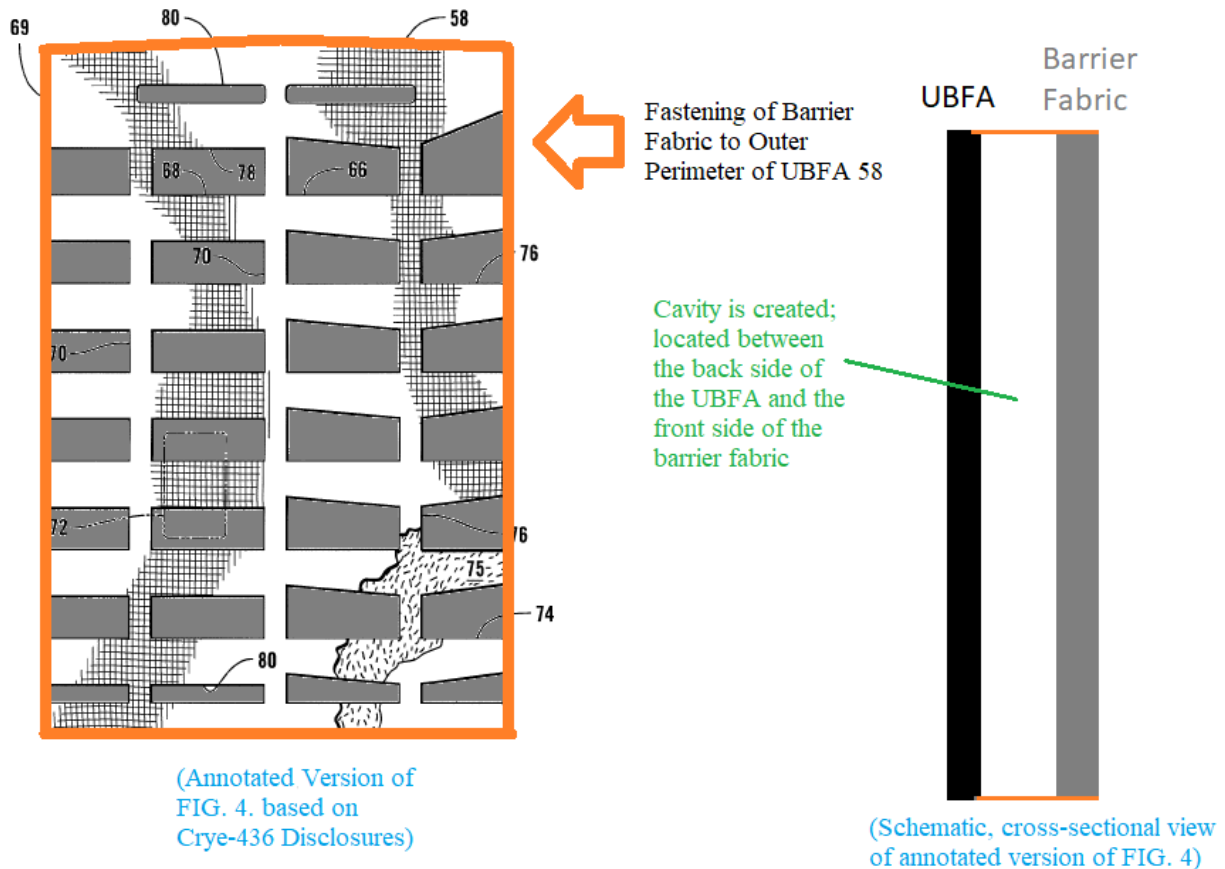 69
80
58
68
78
66
70
76
70
72
76
75
74
80
Fastening of Barrier
Fabric to Outer
Perimeter of UBFA 58
(Annotated Version of
FIG. 4. based on
Crye-436 Disclosures)
UBFA
Barrier
Fabric
Cavity is created;
located between
the back side of
the UBFA and the
front side of the
barrier fabric
(Schematic, cross-sectional view
of annotated version of FIG. 4)